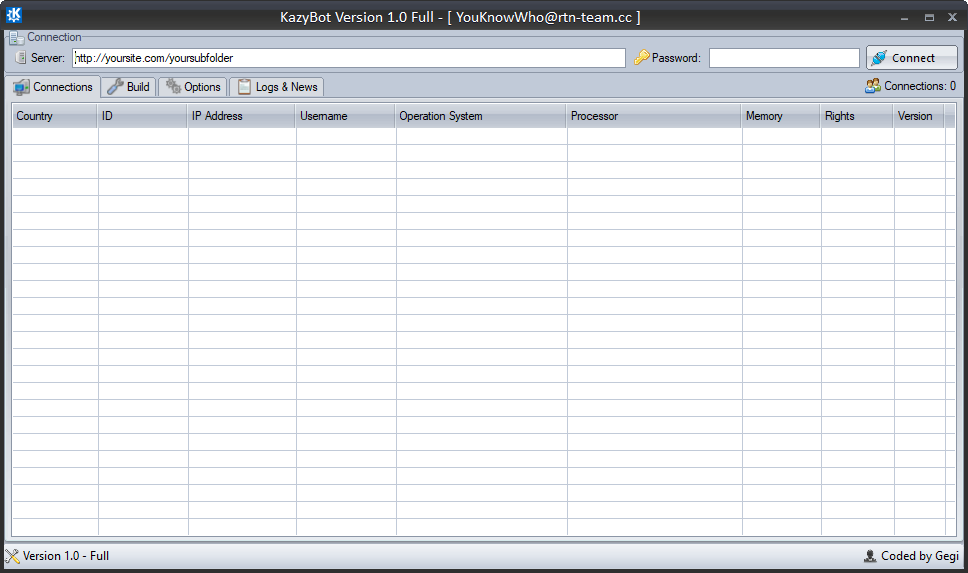 KazyBot Version 1.0 Full - [ YouKnowWho@rtn-team.cc ]
Connection
Server: http://yoursite.com/yoursubfolder Password: Connect
Connections Build Options Logs & News Connections: 0
Country ID IP Address Username Operation System Processor Memory Rights Version
Version 1.0 - Full Coded by Gegi